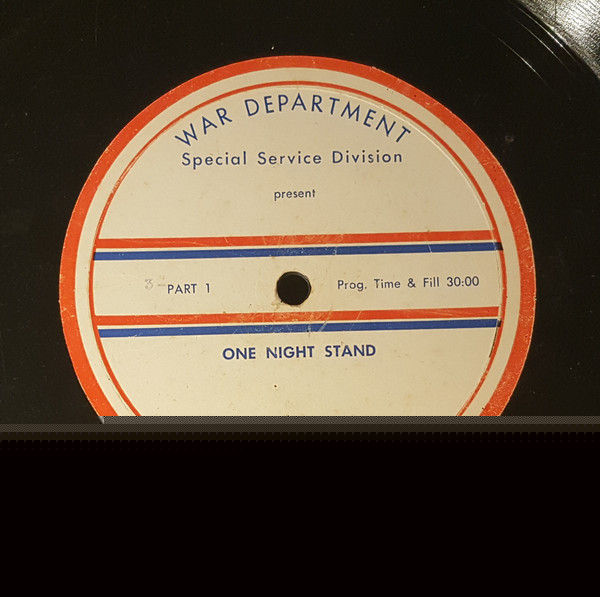 WAR DEPARTMENT
Special Service Division
present
3- PART 1 Prog. Time & Fill 30:00
ONE NIGHT STAND